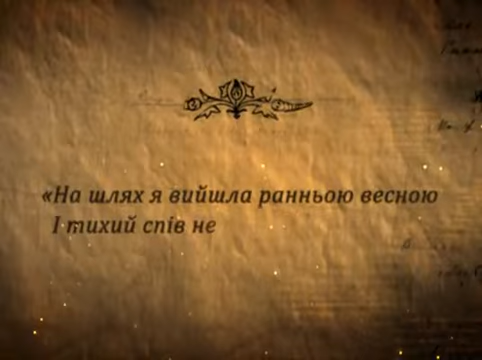 «На шлях я вийшла ранньою весною
І тихий спів не